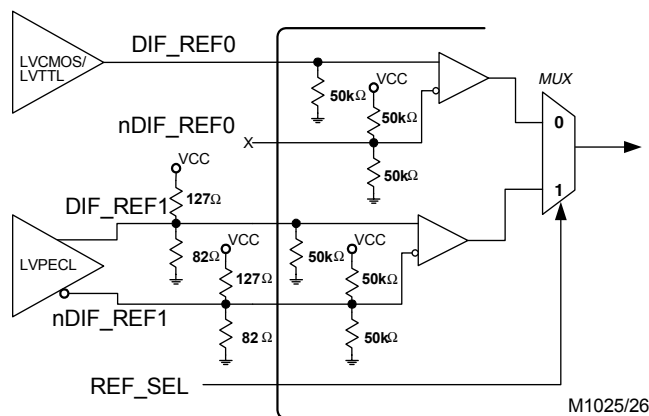 LVCMOS/
LVTTL
DIF_REF0
50kΩ
VCC
50kΩ
MUX
nDIF_REF0
X
50kΩ
0
VCC
127Ω
DIF_REF1
1
LVPECL
82Ω
VCC
127Ω
50kΩ
VCC
50kΩ
nDIF_REF1
82 Ω
50kΩ
REF_SEL
M1025/26